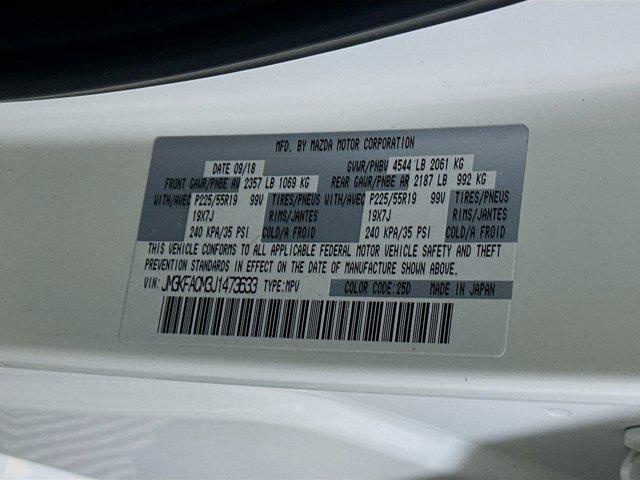 MFD. BY MAZDA MOTOR CORPORATION
DATE 09/18 GVWR/PNBV 4544 LB 2061 KG
FRONT GAWR/PNBE AV 2357 LB 1069 KG REAR GAWR/PNBE AR 2187 LB 992 KG
WITH/AVEC P225/55R19 99V TIRES/PNEUS WITH/AVEC P225/55R19 99V TIRES/PNEUS
19X7J RIMS/JANTES 19X7J RIMS/JANTES
240 KPA/35 PSI COLD/A FROID 240 KPA/35 PSI COLD/A FROID
THIS VEHICLE CONFORMS TO ALL APPLICABLE FEDERAL MOTOR VEHICLE SAFETY AND THEFT
PREVENTION STANDARDS IN EFFECT ON THE DATE OF MANUFACTURE SHOWN ABOVE.
VIN: JM3KFACM3J1473633 TYPE:MPV COLOR CODE:25D MADE IN JAPAN